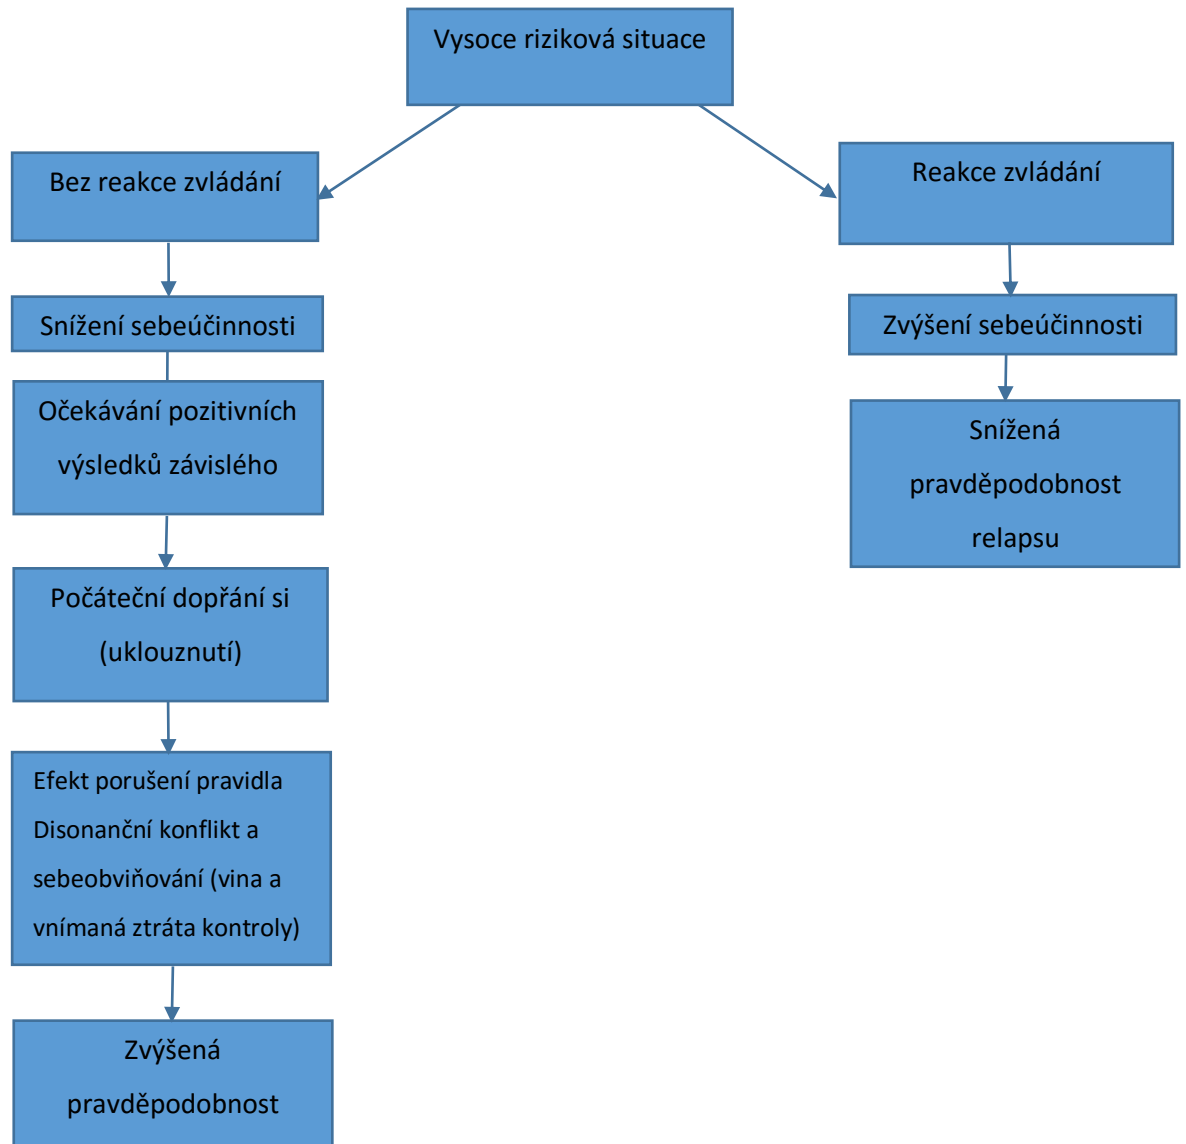 Vysoce riziková situace
Bez reakce zvládání
Reakce zvládání
Snížení sebeúčinnosti
Zvýšení sebeúčinnosti
Očekávání pozitivních
výsledků závislého
Snížená
pravděpodobnost
relapsu
Počáteční dopřání si
(uklouznutí)
Efekt porušení pravidla
Disonanční konflikt a
sebeobviňování (vina a
vnímaná ztráta kontroly)
Zvýšená
pravděpodobnost